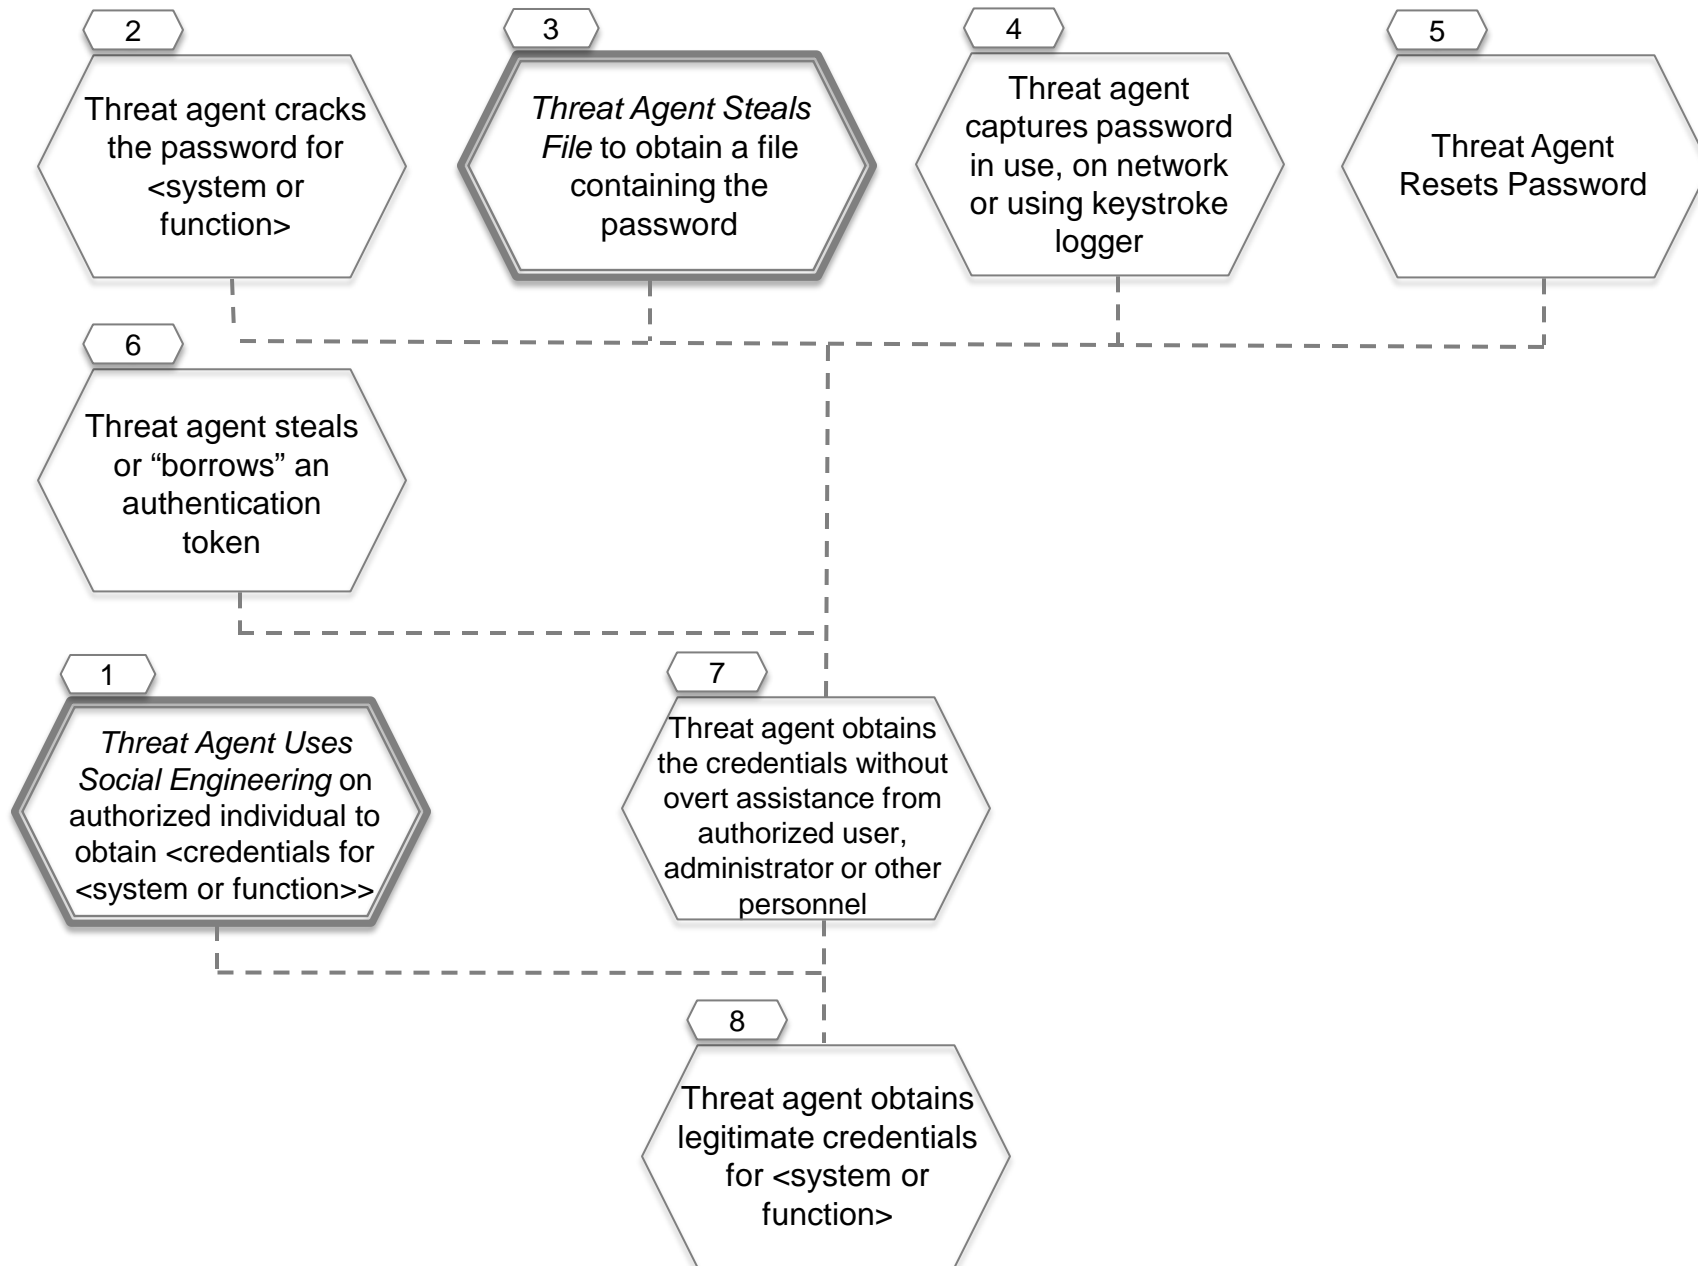 2
Threat agent cracks
the password for
<system or
function>
3
Threat Agent Steals
File to obtain a file
containing the
password
4
Threat agent
captures password
in use, on network
or using keystroke
logger
5
Threat Agent
Resets Password
6
Threat agent steals
or “borrows” an
authentication
token
1
Threat Agent Uses
Social Engineering on
authorized individual to
obtain <credentials for
<system or function>>
7
Threat agent obtains
the credentials without
overt assistance from
authorized user,
administrator or other
personnel
8
Threat agent obtains
legitimate credentials
for <system or
function>